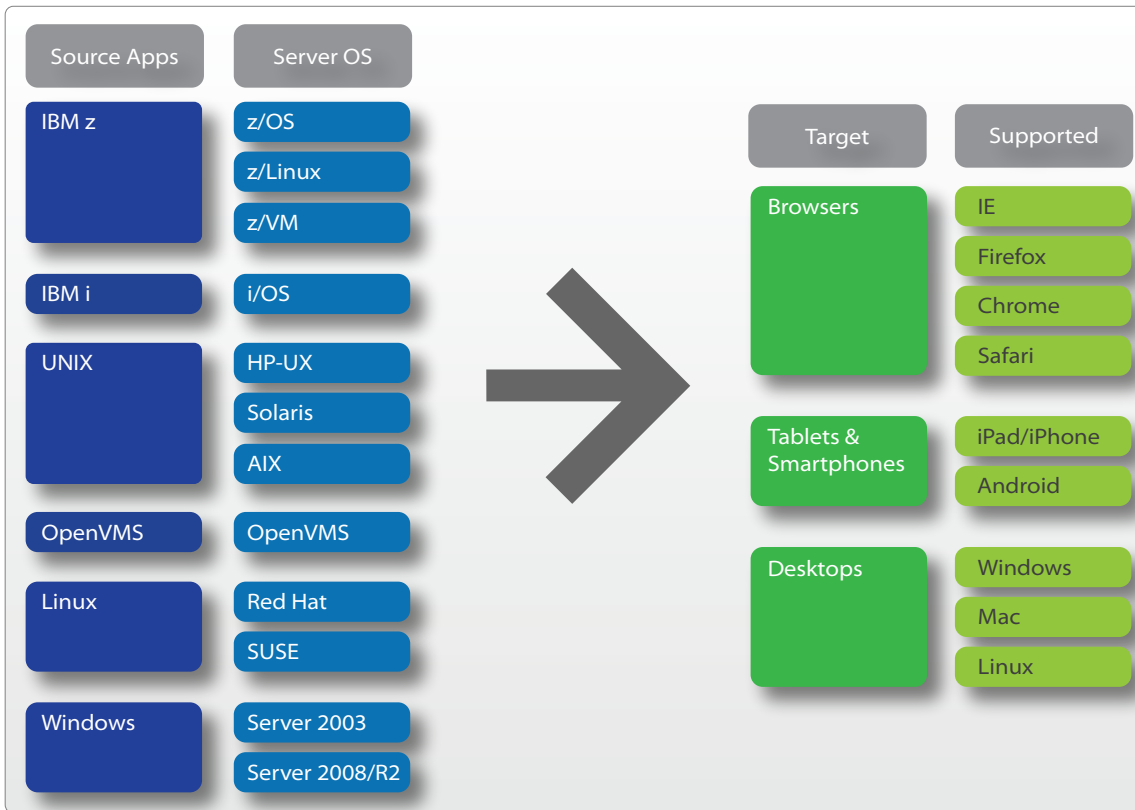 Source Apps
Server OS
IBM z
z/OS
z/Linux
z/VM
IBM i
i/OS
UNIX
HP-UX
Solaris
AIX
OpenVMS
OpenVMS
Linux
Red Hat
SUSE
Windows
Server 2003
Server 2008/R2
Target
Supported
Browsers
IE
Firefox
Chrome
Safari
Tablets &
Smartphones
iPad/iPhone
Android
Desktops
Windows
Mac
Linux